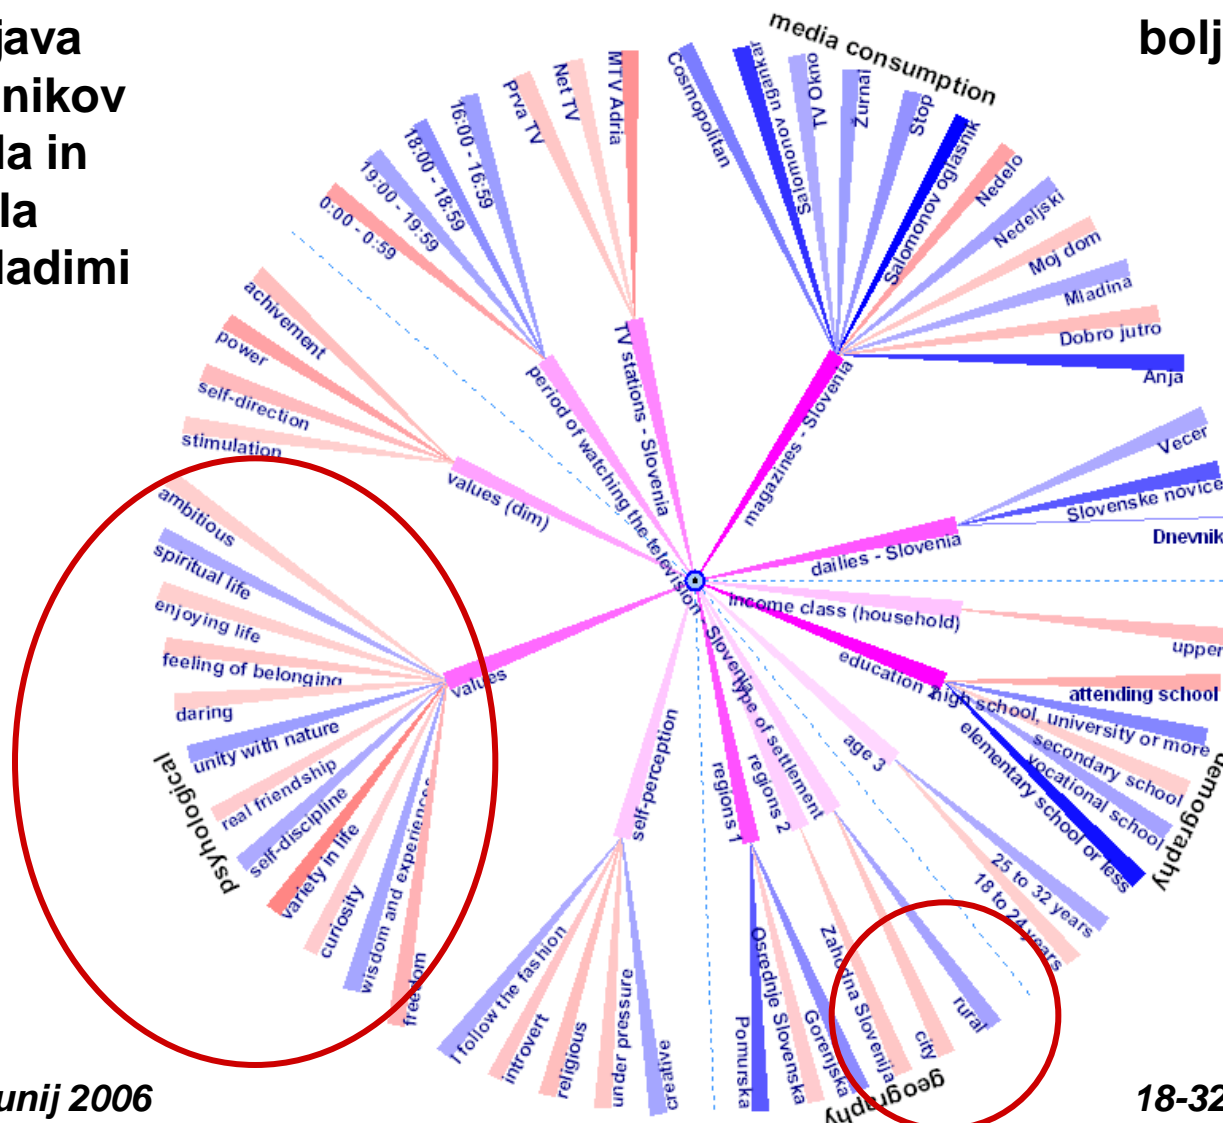 java
nikov
la in
la
ladimi
bolj
media consumption
Cosmopolitan
Salomonov ugankar
TV Okno
Žurnal
Stop
Salomonov oglasnik
Nedelo
Nedeljski
Moj dom
Mladina
Dobro jutro
Anja
magazines - Slovenia
MTV Adria
Net TV
Prva TV
TV stations - Slovenia
16:00 - 16:59
18:00 - 18:59
19:00 - 19:59
0:00 - 0:59
period of watching the television - Slovenia
achivement
power
self-direction
stimulation
values (dim)
Vecer
Slovenske novice
Dnevnik
dailies - Slovenia
income class (household)
upper
education 2
attending school
high school, university or more
secondary school
vocational school
elementary school or less
demography
age 3
25 to 32 years
18 to 24 years
ambitious
spiritual life
enjoying life
feeling of belonging
daring
unity with nature
real friendship
self-discipline
variety in life
curiosity
wisdom and experiences
freedom
values
psyhological
self-perception
I follow the fashion
introvert
religious
under pressure
creative
regions 1
Pomurska
Osrednje Slovenska
Gorenjska
regions 2
Zahodna Slovenija
type of settlement
city
rural
geography
unij 2006
18-32